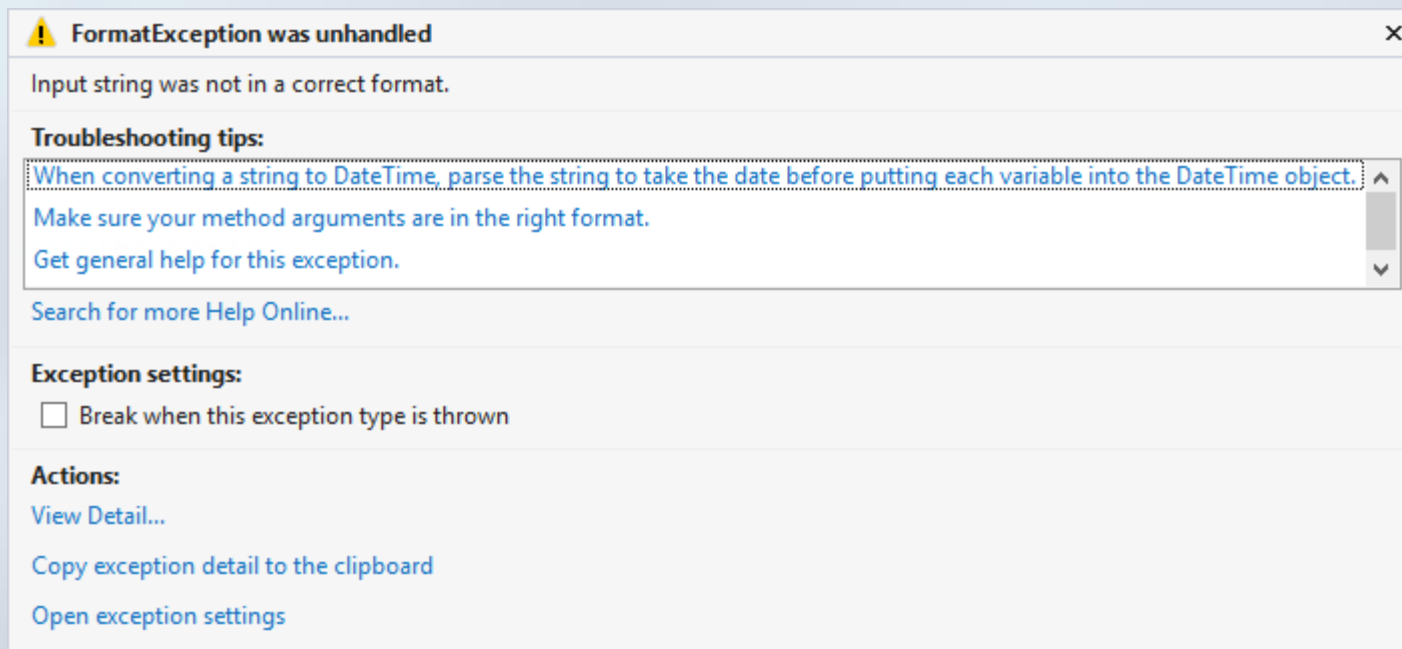 FormatException was unhandled
Input string was not in a correct format.
Troubleshooting tips:
When converting a string to DateTime, parse the string to take the date before putting each variable into the DateTime object.
Make sure your method arguments are in the right format.
Get general help for this exception.
Search for more Help Online...
Exception settings:
Break when this exception type is thrown
Actions:
View Detail...
Copy exception detail to the clipboard
Open exception settings